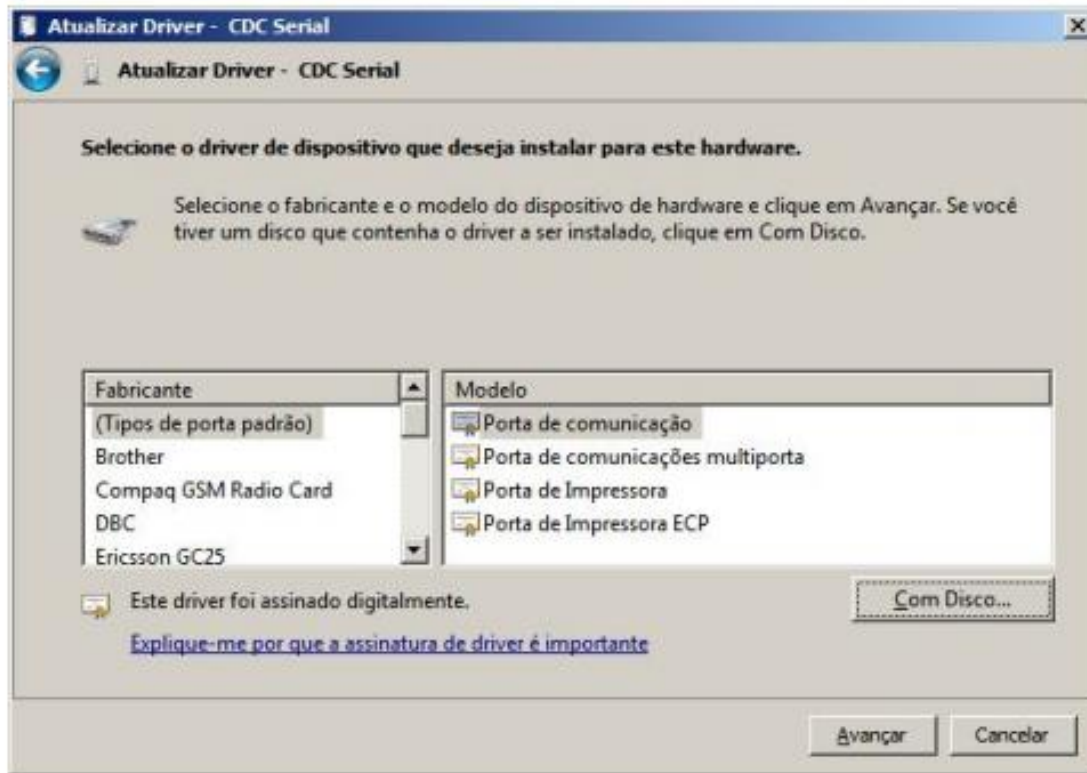 Atualizar Driver - CDC Serial
Atualizar Driver - CDC Serial
Selecione o driver de dispositivo que deseja instalar para este hardware.
Selecione o fabricante e o modelo do dispositivo de hardware e clique em Avançar. Se você
tiver um disco que contenha o driver a ser instalado, clique em Com Disco.
Fabricante
(Tipos de porta padrão)
Brother
Compaq GSM Radio Card
DBC
Ericsson GC25
Modelo
Porta de comunicação
Porta de comunicações multiporta
Porta de Impressora
Porta de Impressora ECP
Este driver foi assinado digitalmente.
Com Disco...
Explique-me por que a assinatura de driver é importante
Avançar
Cancelar